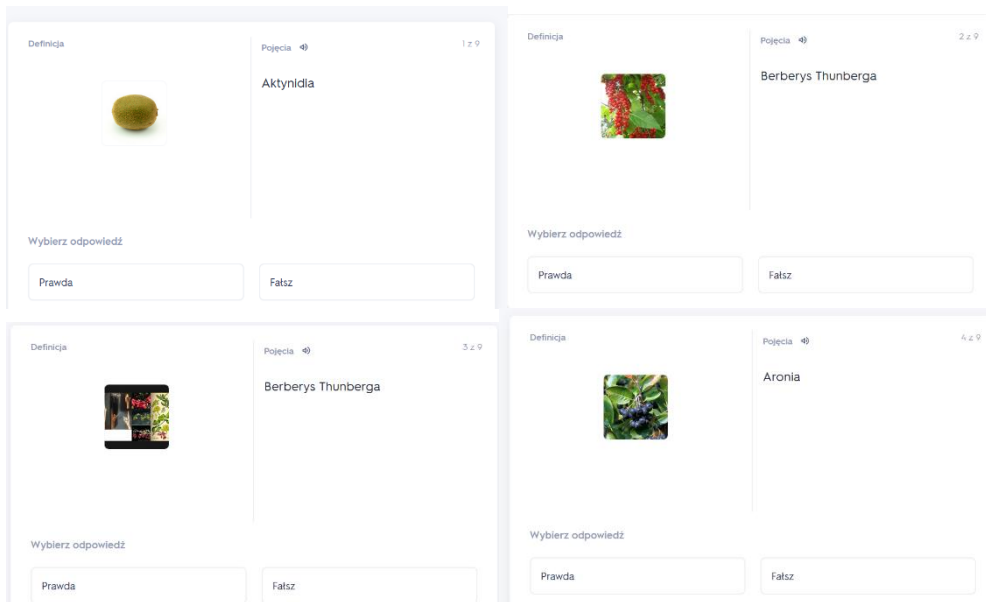 Definicja
Pojęcia
1 z 9
Aktynidia
Wybierz odpowiedź
Prawda
Fałsz
Definicja
Pojęcia
2 z 9
Berberys Thunberga
Wybierz odpowiedź
Prawda
Fałsz
Definicja
Pojęcia
3 z 9
Berberys Thunberga
Wybierz odpowiedź
Prawda
Fałsz
Definicja
Pojęcia
4 z 9
Aronia
Wybierz odpowiedź
Prawda
Fałsz